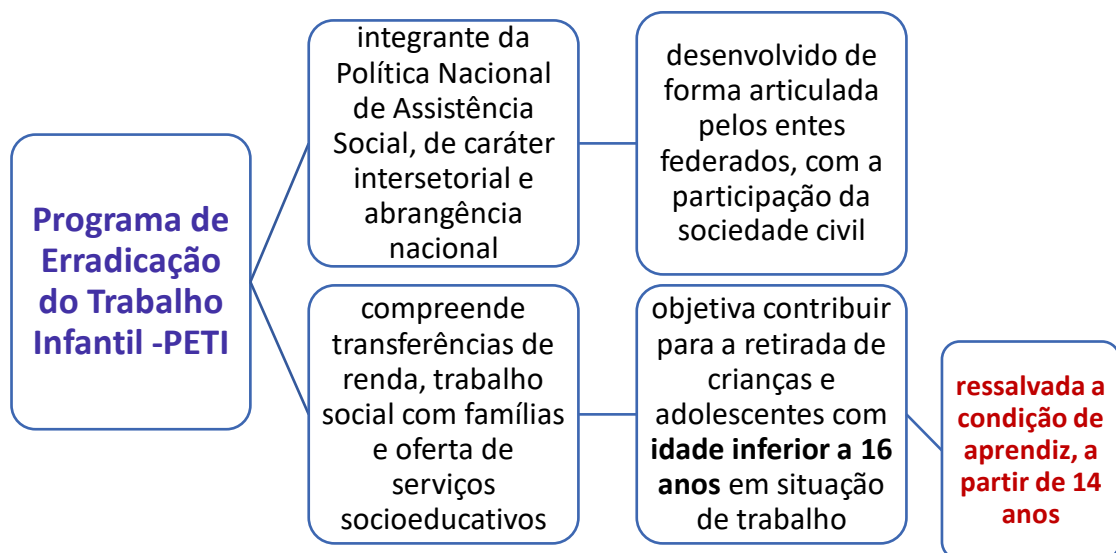 Programa de
Erradicação
do Trabalho
Infantil -PETI
integrante da
Política Nacional
de Assistência
Social, de caráter
intersetorial e
abrangência
nacional
desenvolvido de
forma articulada
pelos entes
federados, com a
participação da
sociedade civil
compreende
transferências de
renda, trabalho
social com famílias
e oferta de
serviços
socioeducativos
objetiva contribuir
para a retirada de
crianças e
adolescentes com
idade inferior a 16
anos em situação
de trabalho
ressalvada a
condição de
aprendiz, a
partir de 14
anos